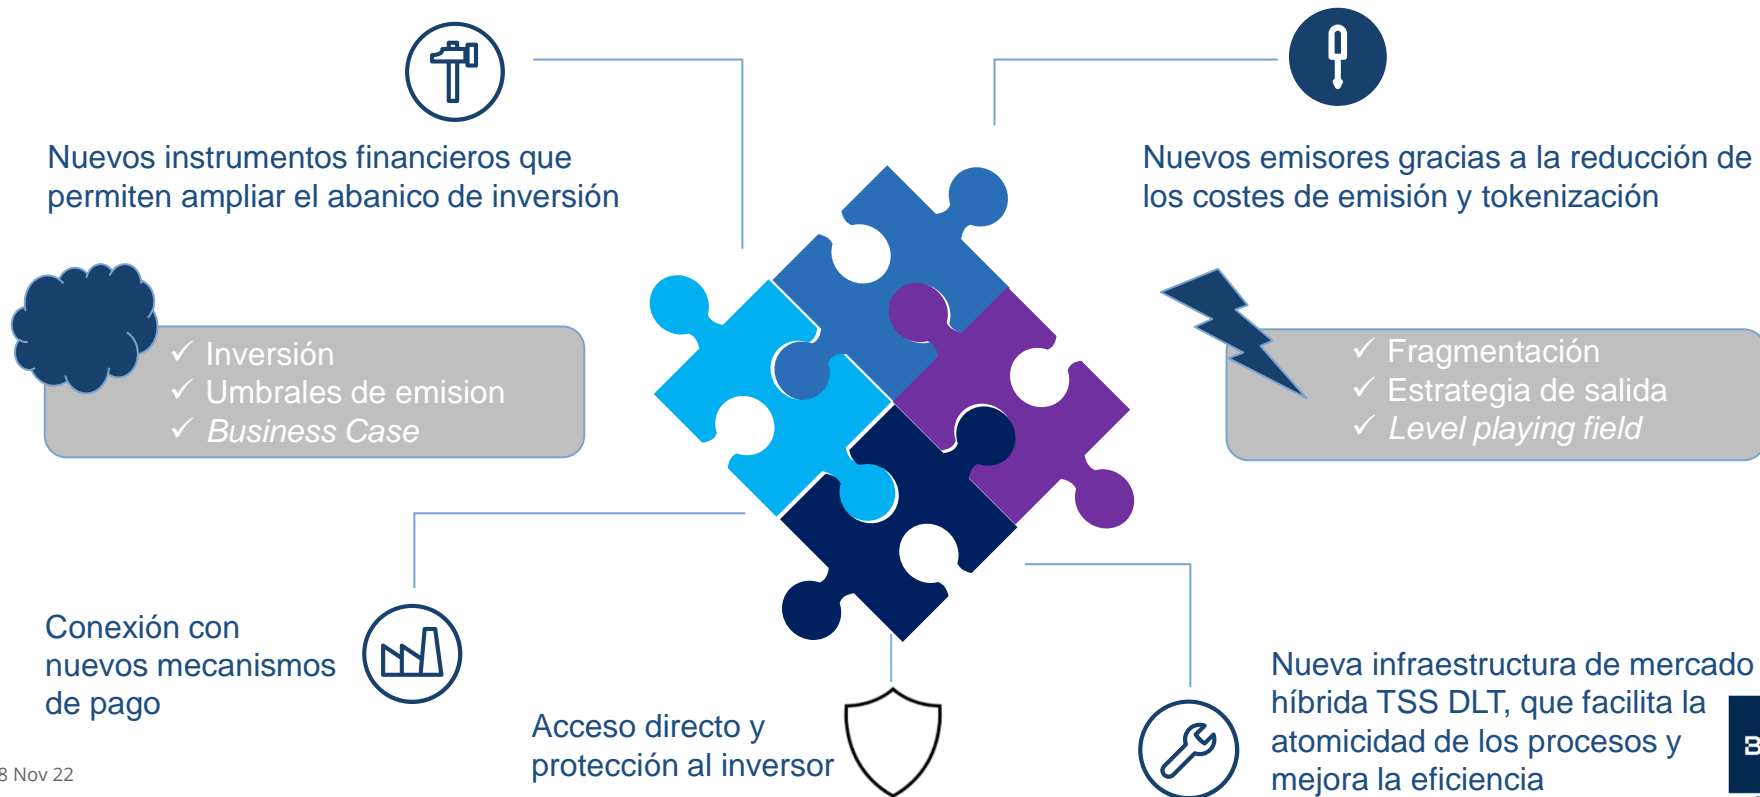 Nuevos instrumentos financieros que
permiten ampliar el abanico de inversión
Nuevos emisores gracias a la reducción de
los costes de emisión y tokenización
✓ Inversión
✓ Umbrales de emision
✓ Business Case
✓ Fragmentación
✓ Estrategia de salida
✓ Level playing field
Conexión con
nuevos mecanismos
de pago
Acceso directo y
protección al inversor
Nueva infraestructura de mercado
híbrida TSS DLT, que facilita la
atomicidad de los procesos y
mejora la eficiencia
8 Nov 22
B